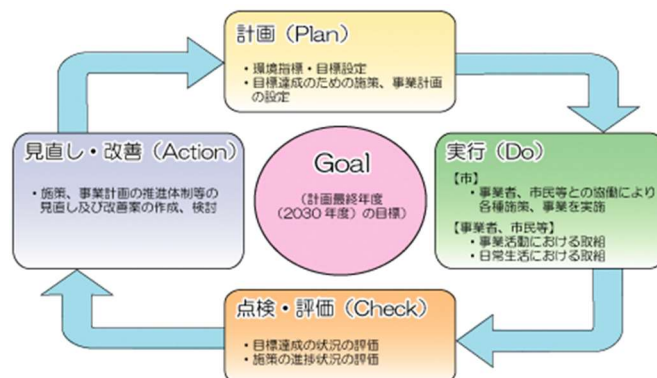 計画（Plan）
・環境指標・目標設定
・目標達成のための施策、事業計画
の設定
見直し・改善（Action）
・施策、事業計画の推進体制等の
見直し及び改善案の作成、検討
Goal
（計画最終年度
（2030年度）の目標）
実行（Do）
【市】
・事業者、市民等との協働により
各種施策、事業を実施
【事業者、市民等】
・事業活動における取組
・日常生活における取組
点検・評価（Check）
・目標達成の状況の評価
・施策の進捗状況の評価